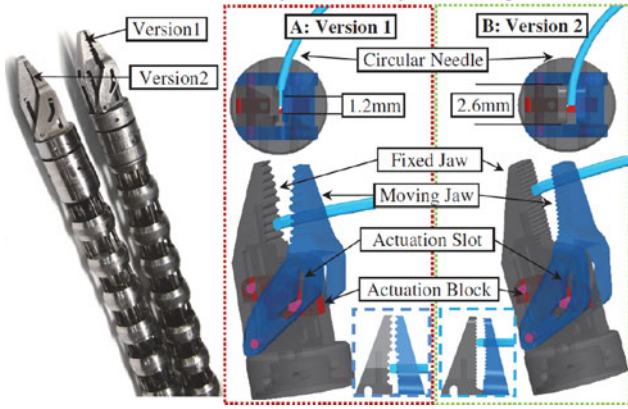 Version1
Version2
A: Version 1
B: Version 2
Circular Needle
1.2mm
2.6mm
Fixed Jaw
Moving Jaw
Actuation Slot
Actuation Block